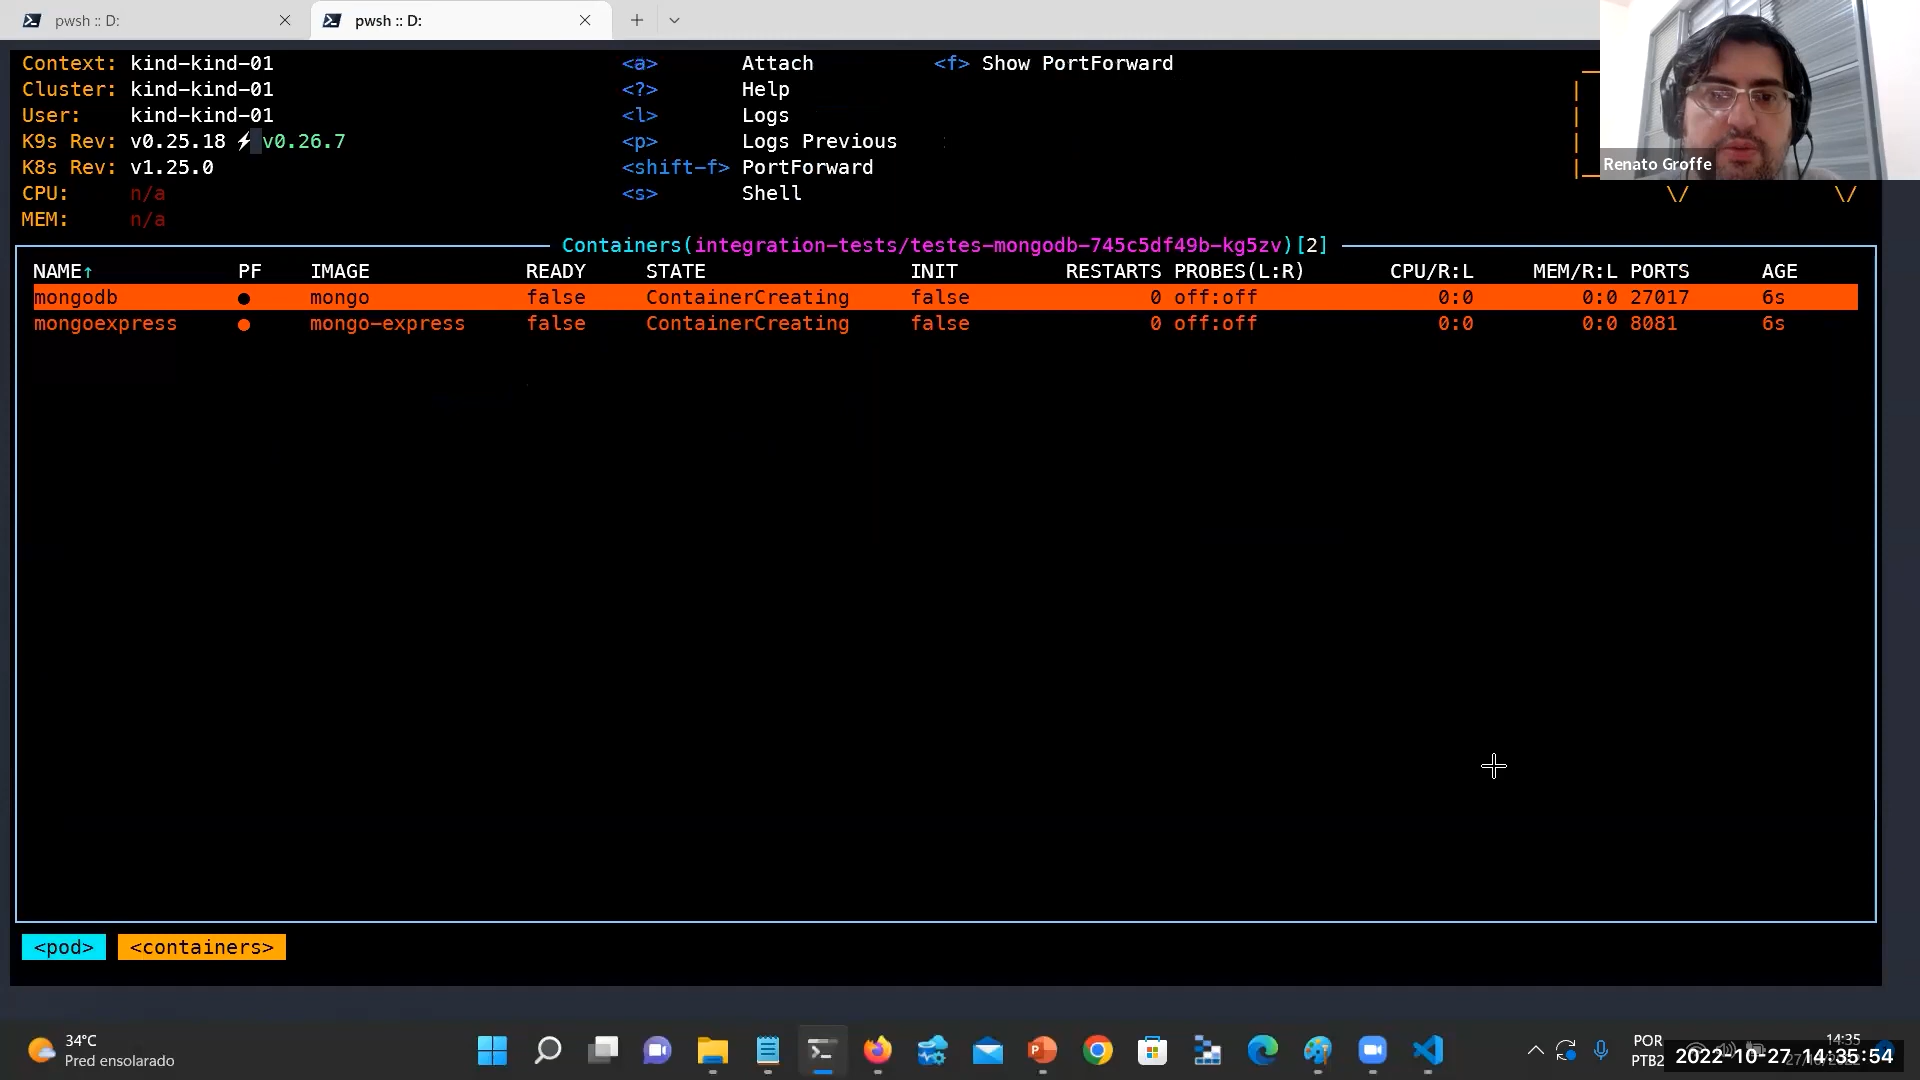 pwsh :: D:
pwsh :: D:
Context: kind-kind-01 <a> Attach <f> Show PortForward
Cluster: kind-kind-01 <?> Help
User: kind-kind-01 <l> Logs
K9s Rev: v0.25.18 ⚡ v0.26.7 <p> Logs Previous
K8s Rev: v1.25.0 <shift-f> PortForward
CPU: n/a <s> Shell
MEM: n/a
Renato Groffe
Containers(integration-tests/testes-mongodb-745c5df49b-kg5zv)[2]
NAME↑ PF IMAGE READY STATE INIT RESTARTS PROBES(L:R) CPU/R:L MEM/R:L PORTS AGE
mongodb ● mongo false ContainerCreating false 0 off:off 0:0 0:0 27017 6s
mongoexpress ● mongo-express false ContainerCreating false 0 off:off 0:0 0:0 8081 6s
<pod> <containers>
34°C
Pred ensolarado
POR
PTB2
14:35
2022-10-27 14:35:54